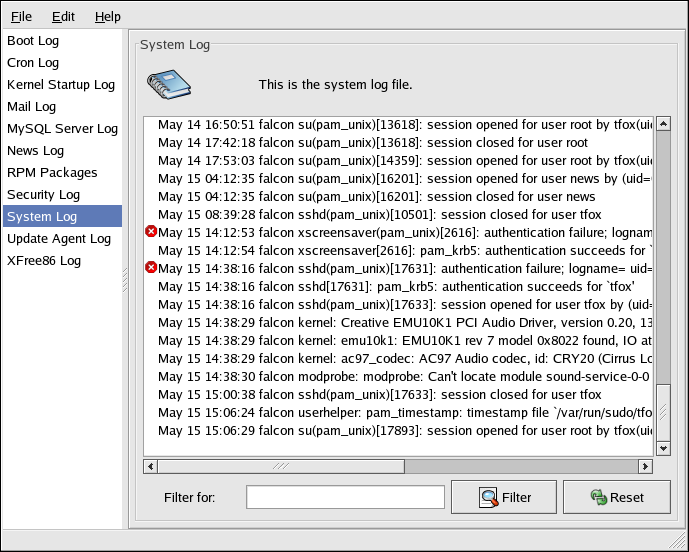 File Edit Help
Boot Log
Cron Log
Kernel Startup Log
Mail Log
MySQL Server Log
News Log
RPM Packages
Security Log
System Log
Update Agent Log
XFree86 Log
System Log
This is the system log file.
May 14 16:50:51 falcon su(pam_unix)[13618]: session opened for user root by tfox(uid
May 14 17:42:18 falcon su(pam_unix)[13618]: session closed for user root
May 14 17:53:03 falcon su(pam_unix)[14359]: session opened for user root by tfox(uid
May 15 04:12:35 falcon su(pam_unix)[16201]: session opened for user news by (uid=
May 15 04:12:35 falcon su(pam_unix)[16201]: session closed for user news
May 15 08:39:28 falcon sshd(pam_unix)[10501]: session closed for user tfox
May 15 14:12:53 falcon xscreensaver(pam_unix)[2616]: authentication failure; logname
May 15 14:12:54 falcon xscreensaver[2616]: pam_krb5: authentication succeeds for `
May 15 14:38:16 falcon sshd(pam_unix)[17631]: authentication failure; logname= uid=
May 15 14:38:16 falcon sshd[17631]: pam_krb5: authentication succeeds for `tfox'
May 15 14:38:16 falcon sshd(pam_unix)[17633]: session opened for user tfox by (uid=
May 15 14:38:29 falcon kernel: Creative EMU10K1 PCI Audio Driver, version 0.20, 13
May 15 14:38:29 falcon kernel: emu10k1: EMU10K1 rev 7 model 0x8022 found, IO at
May 15 14:38:29 falcon kernel: ac97_codec: AC97 Audio codec, id: CRY20 (Cirrus Lo
May 15 14:38:30 falcon modprobe: modprobe: Can't locate module sound-service-0-0
May 15 15:00:38 falcon sshd(pam_unix)[17633]: session closed for user tfox
May 15 15:06:24 falcon userhelper: pam_timestamp: timestamp file `/var/run/sudo/tfo
May 15 15:06:29 falcon su(pam_unix)[17893]: session opened for user root by tfox(uid
Filter for: Filter Reset